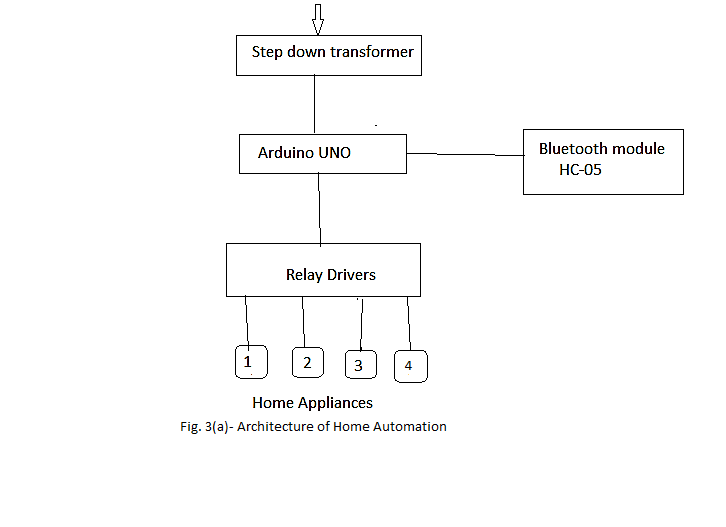 Step down transformer
Arduino UNO
Bluetooth module
HC-05
Relay Drivers
1
2
3
4
Home Appliances
Fig. 3(a)- Architecture of Home Automation